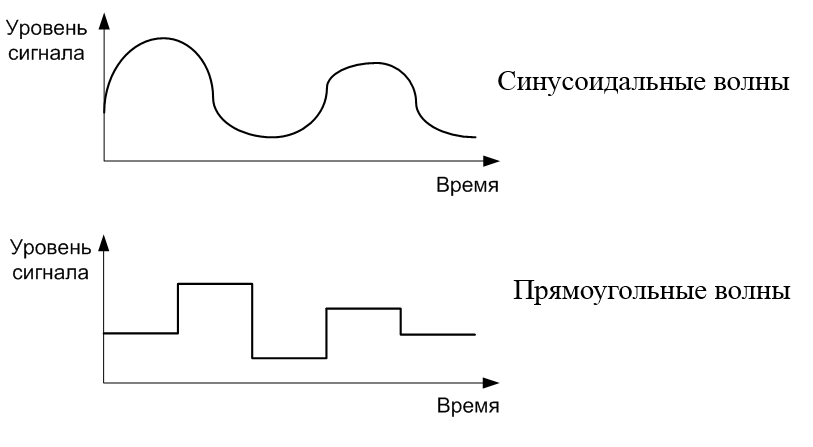 Уровень
сигнала
Синусоидальные волны
Время
Уровень
сигнала
Прямоугольные волны
Время